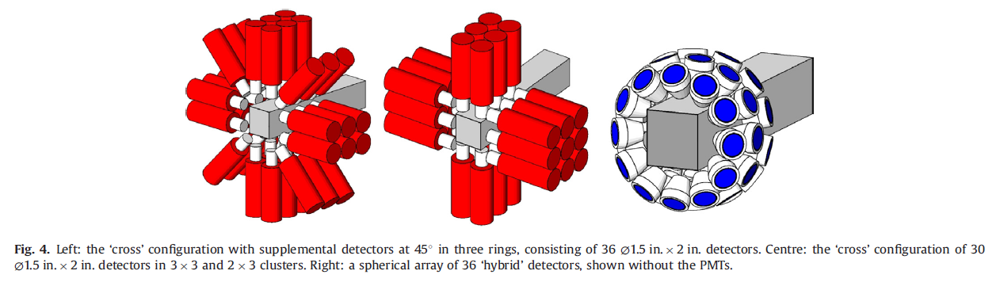 Fig. 4. Left: the ‘cross’ configuration with supplemental detectors at 45° in three rings, consisting of 36 ⌀1.5 in. × 2 in. detectors. Centre: the ‘cross’ configuration of 30
⌀1.5 in. × 2 in. detectors in 3 × 3 and 2 × 3 clusters. Right: a spherical array of 36 ‘hybrid’ detectors, shown without the PMTs.